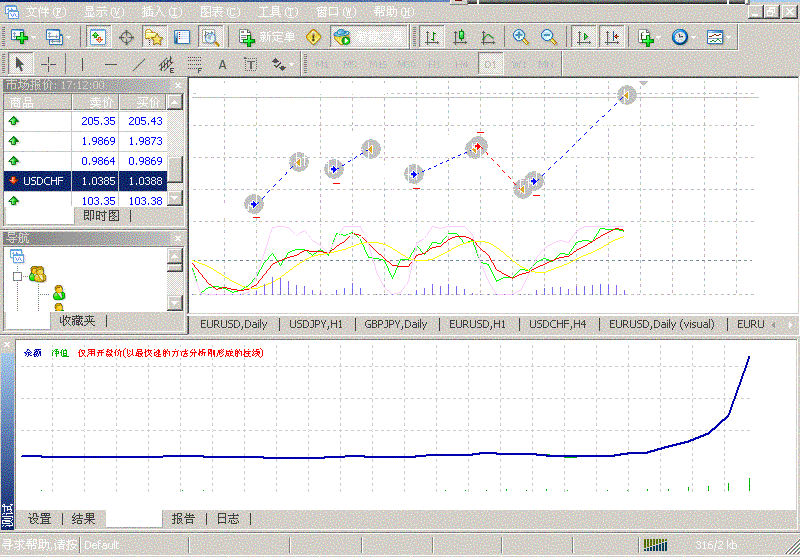 文件(F) 显示(V) 插入(I) 图表(C) 工具(T) 窗口(W) 帮助(H)
新定单
A T
M1 M5 M15 M30 H1 H4 D1 W1 MN
市场报价: 17:12:00
商品 卖价 买价
205.35 205.43
1.9869 1.9873
0.9864 0.9869
USDCHF 1.0385 1.0388
103.35 103.38
即时图
导航
收藏夹
EURUSD,Daily USDJPY,H1 GBPJPY,Daily EURUSD,H1 USDCHF,H4 EURUSD,Daily (visual) EURU
余额 净值 仅用开盘价(以最快速的方法分析刚形成的柱线)
测试
设置 结果 报告 日志
寻求帮助,请按 Default 316/2 kb